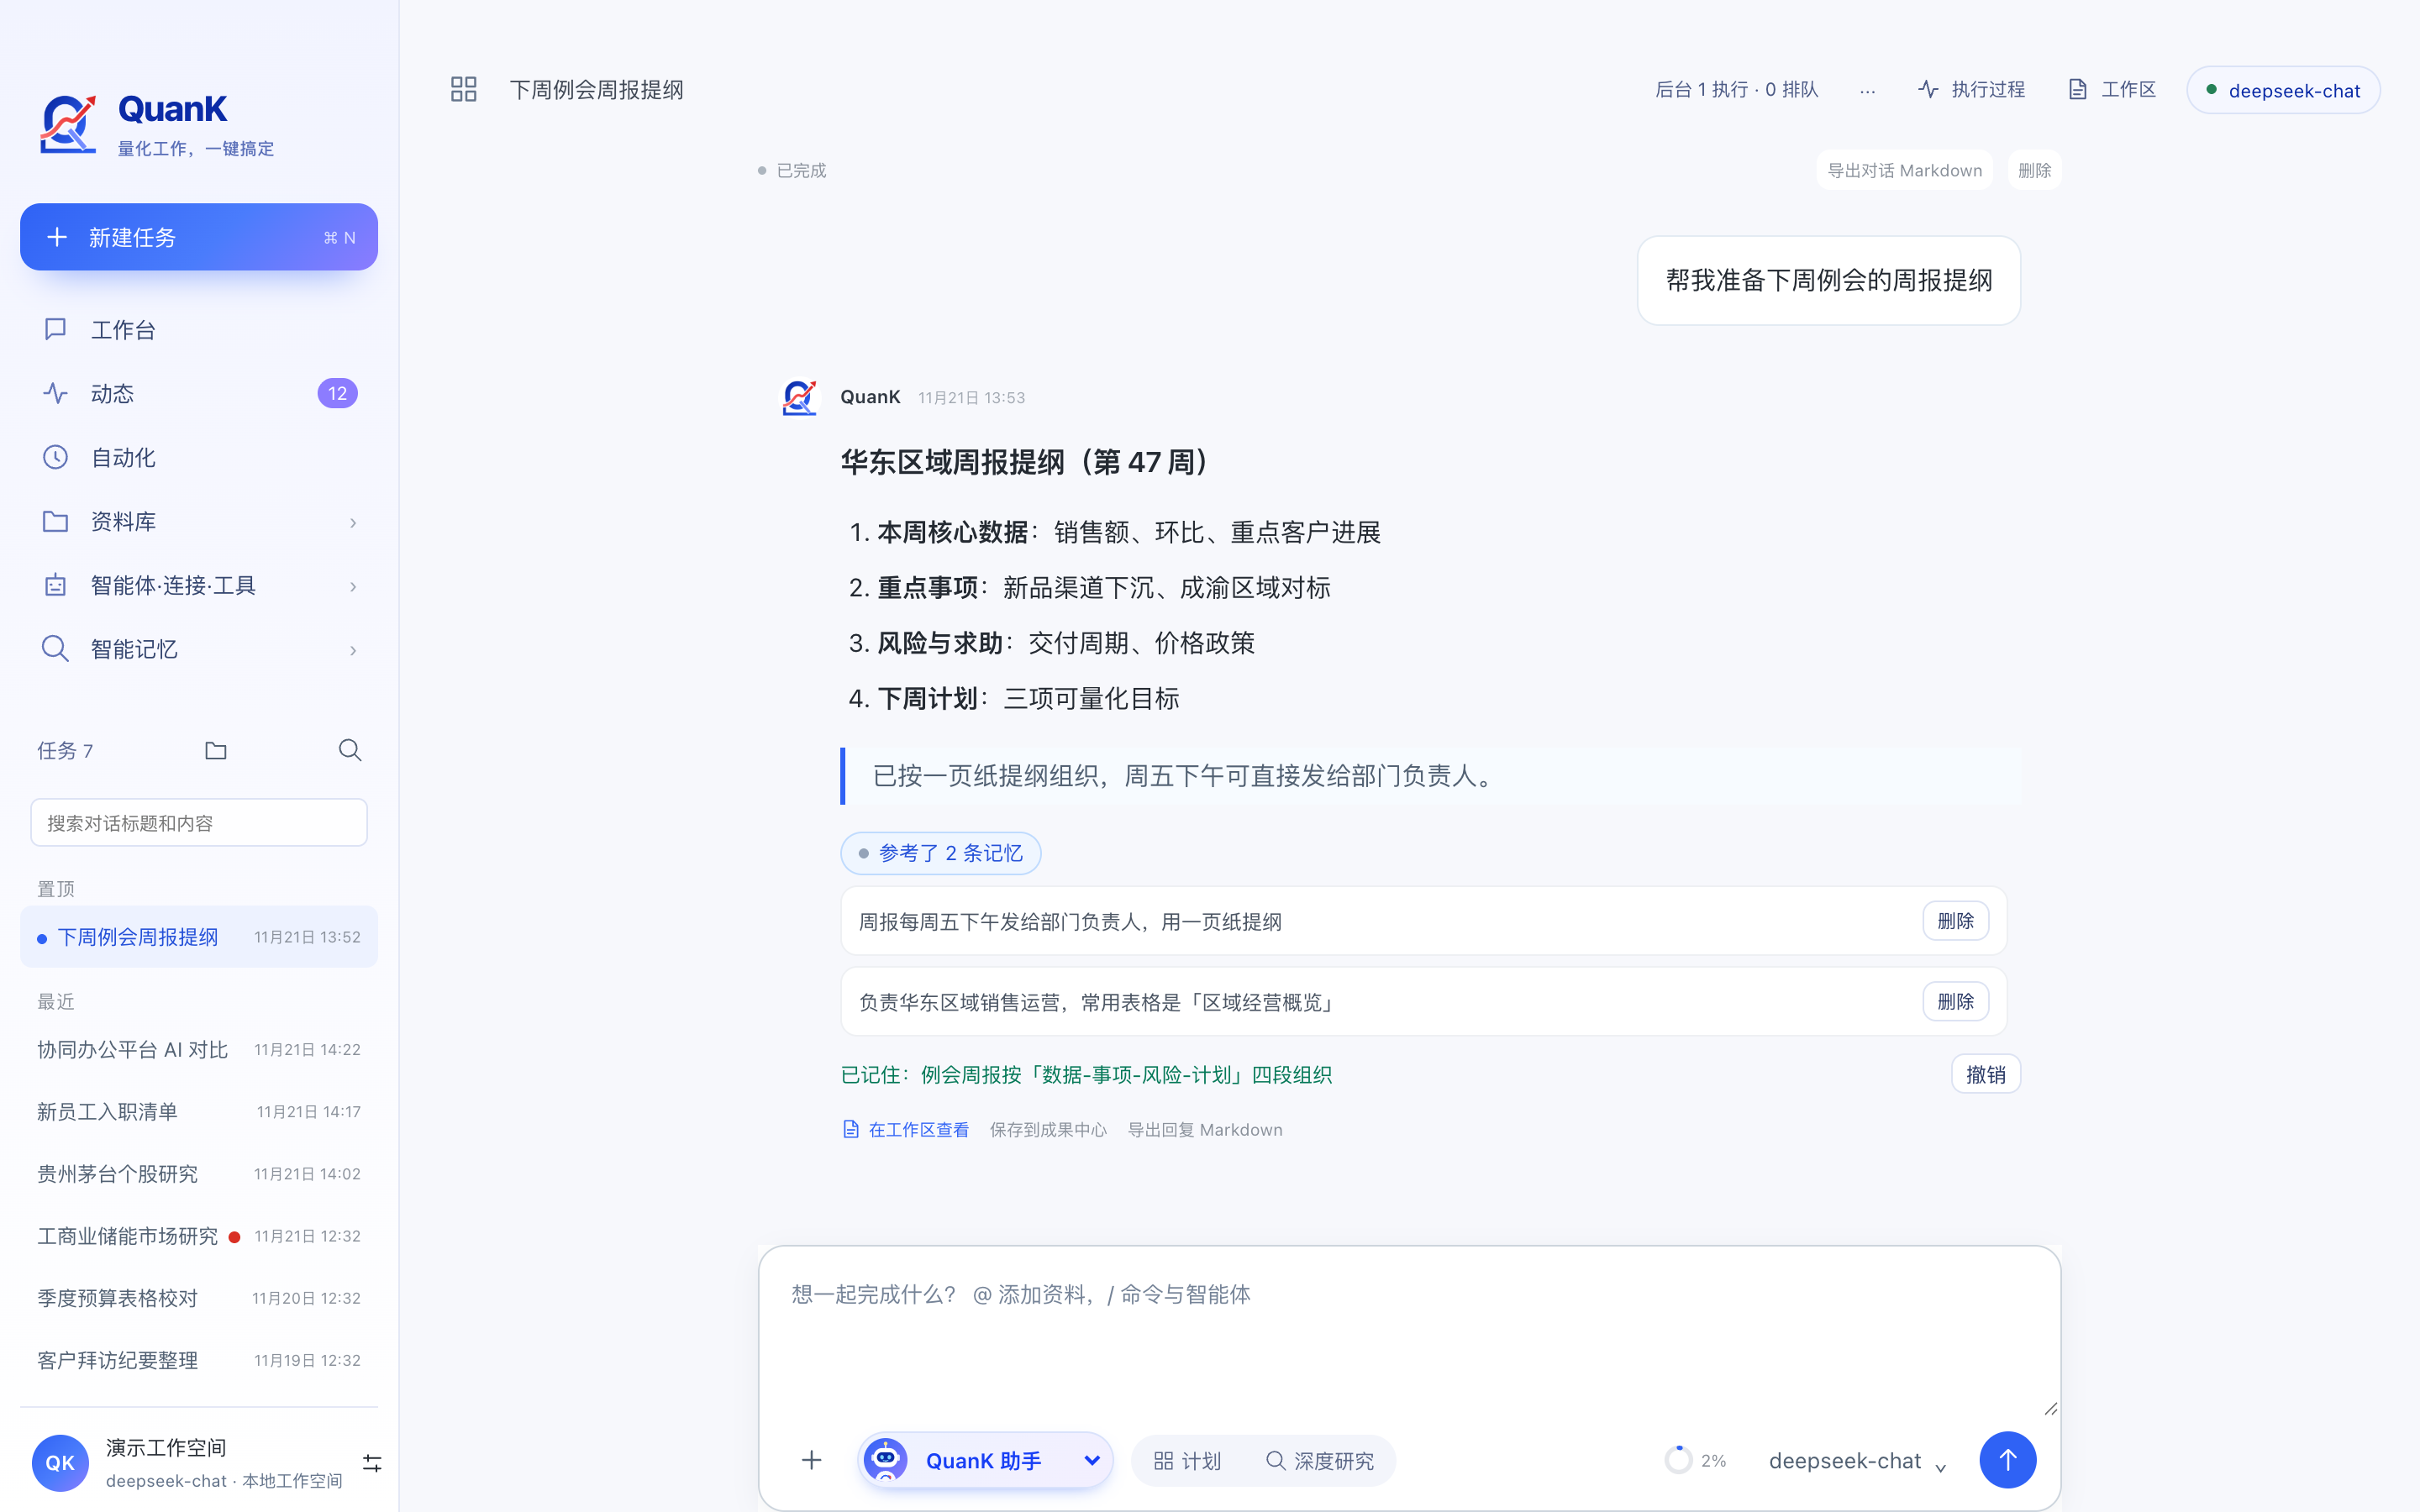 QuanK
量化工作，一键搞定
新建任务 ⌘ N
工作台
动态 12
自动化
资料库
智能体·连接·工具
智能记忆
任务 7
搜索对话标题和内容
置顶
下周例会周报提纲 11月21日 13:52
最近
协同办公平台 AI 对比 11月21日 14:22
新员工入职清单 11月21日 14:17
贵州茅台个股研究 11月21日 14:02
工商业储能市场研究 11月21日 12:32
季度预算表格校对 11月20日 12:32
客户拜访纪要整理 11月19日 12:32
QK
演示工作空间
deepseek-chat · 本地工作空间
下周例会周报提纲
后台 1 执行 · 0 排队 ... 执行过程 工作区 deepseek-chat
已完成
导出对话 Markdown 删除
帮我准备下周例会的周报提纲
QuanK 11月21日 13:53
华东区域周报提纲（第 47 周）
1. 本周核心数据：销售额、环比、重点客户进展
2. 重点事项：新品渠道下沉、成渝区域对标
3. 风险与求助：交付周期、价格政策
4. 下周计划：三项可量化目标
已按一页纸提纲组织，周五下午可直接发给部门负责人。
参考了 2 条记忆
周报每周五下午发给部门负责人，用一页纸提纲 删除
负责华东区域销售运营，常用表格是「区域经营概览」 删除
已记住：例会周报按「数据-事项-风险-计划」四段组织 撤销
在工作区查看 保存到成果中心 导出回复 Markdown
想一起完成什么？ @ 添加资料，/ 命令与智能体
QuanK 助手 计划 深度研究 2% deepseek-chat